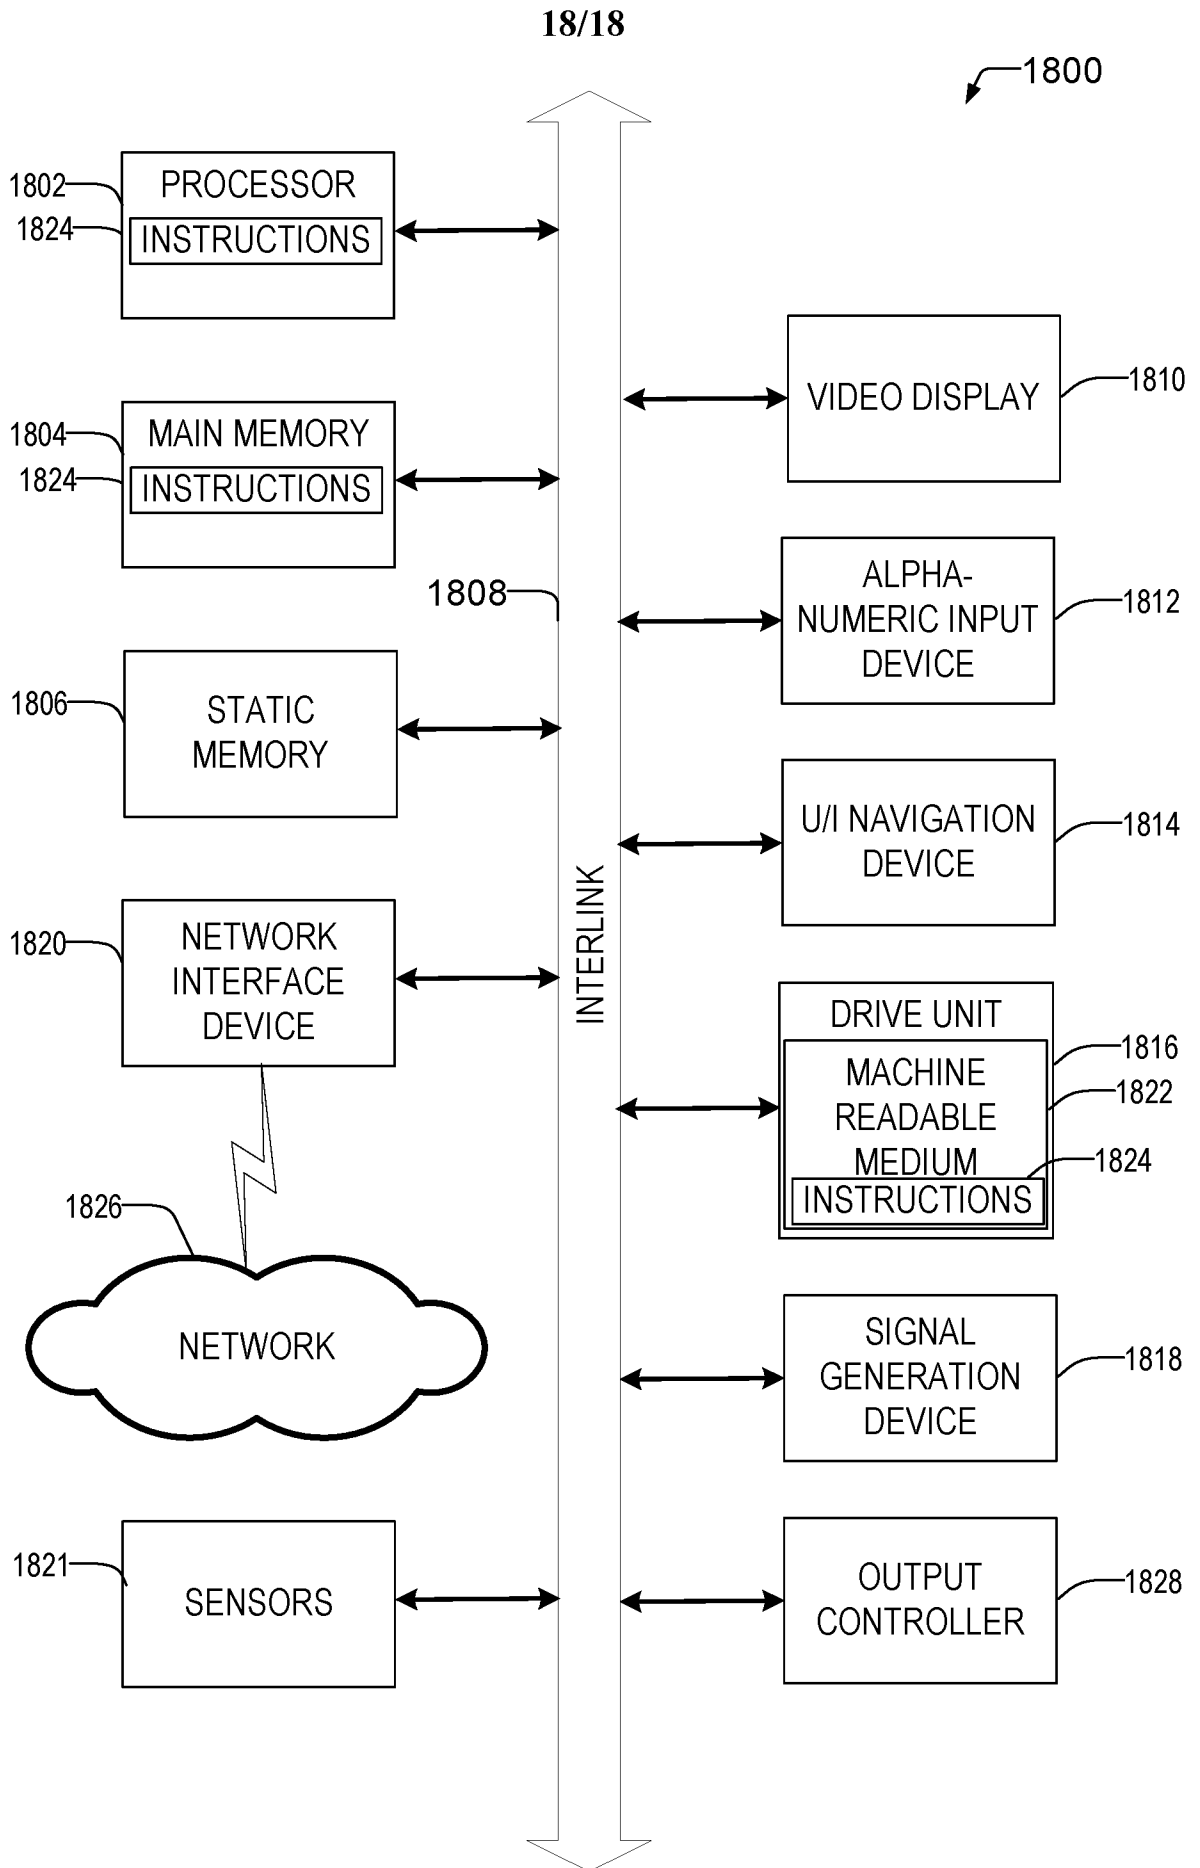 18/18
1800
1802
PROCESSOR
1824
INSTRUCTIONS
1804
MAIN MEMORY
1824
INSTRUCTIONS
1808
1806
STATIC
MEMORY
1820
NETWORK
INTERFACE
DEVICE
1826
NETWORK
1821
SENSORS
INTERLINK
VIDEO DISPLAY
1810
ALPHA-
NUMERIC INPUT
DEVICE
1812
U/I NAVIGATION
DEVICE
1814
DRIVE UNIT
1816
MACHINE
READABLE
MEDIUM
1822
1824
INSTRUCTIONS
SIGNAL
GENERATION
DEVICE
1818
OUTPUT
CONTROLLER
1828